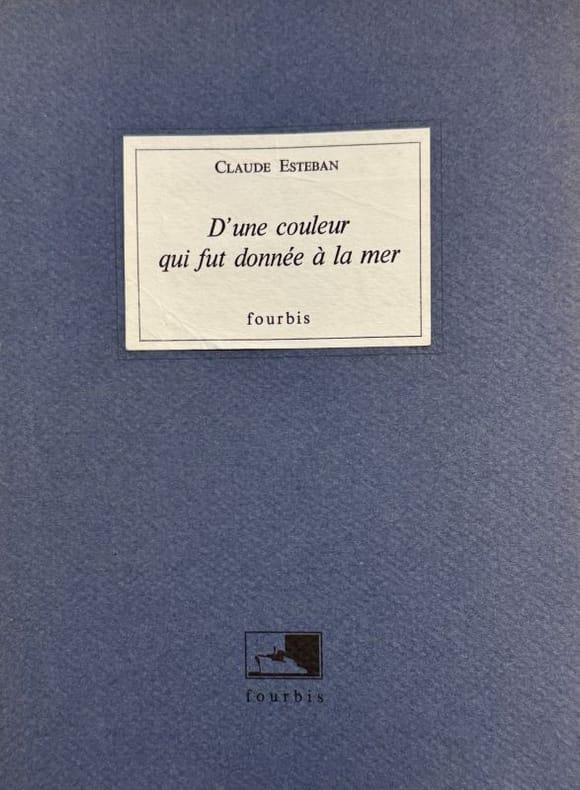 CLAUDE ESTEBAN
D'une couleur
qui fut donnée à la mer
fourbis
fourbis